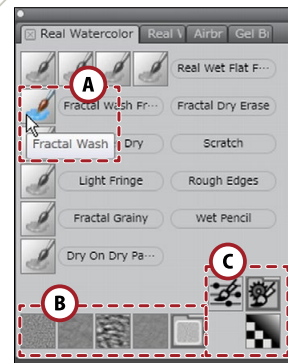 Real Watercolor Real W Airbr Gel Bi
Real Wet Flat F···
A
Fractal Wash Fr··· Fractal Dry Erase
Fractal Wash Dry Scratch
Light Fringe Rough Edges
Fractal Grainy Wet Pencil
Dry On Dry Pa···
C
B